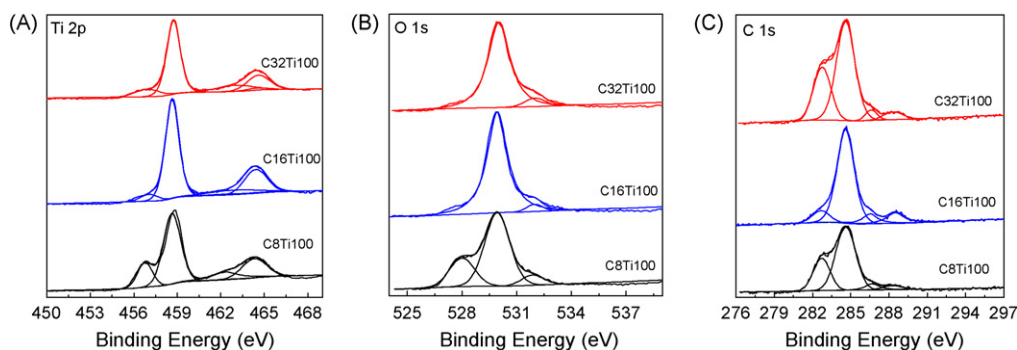 (A)
Ti 2p
C32Ti100
C16Ti100
C8Ti100
450 453 456 459 462 465 468
Binding Energy (eV)
(B)
O 1s
C32Ti100
C16Ti100
C8Ti100
525 528 531 534 537
Binding Energy (eV)
(C)
C 1s
C32Ti100
C16Ti100
C8Ti100
276 279 282 285 288 291 294 297
Binding Energy (eV)